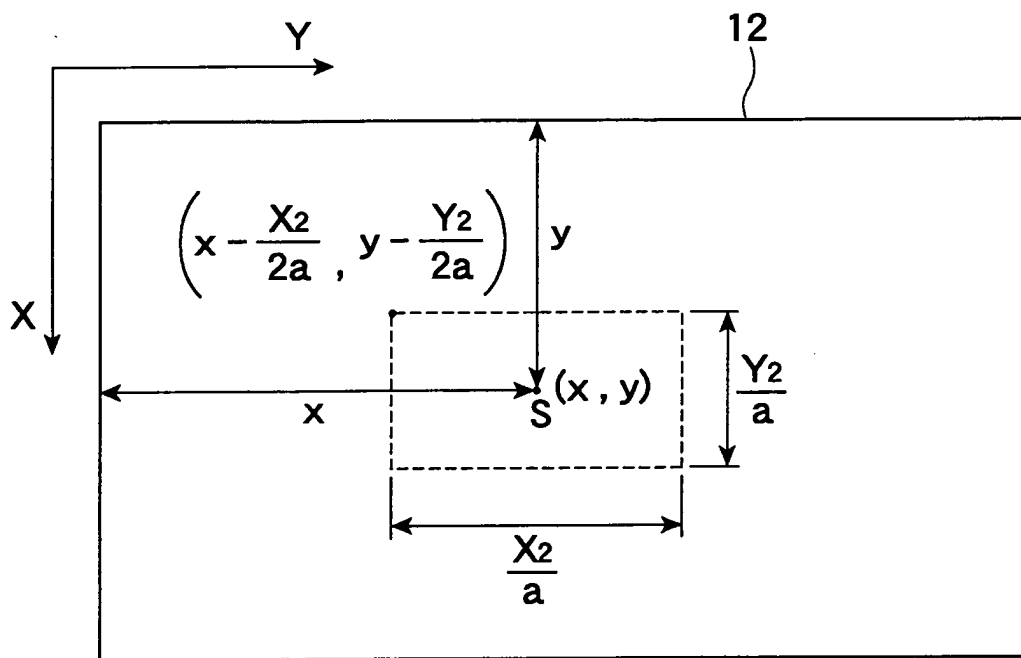 Y
12
X
(x - X2/2a , y - Y2/2a)
y
x
S (x , y)
Y2/a
X2/a